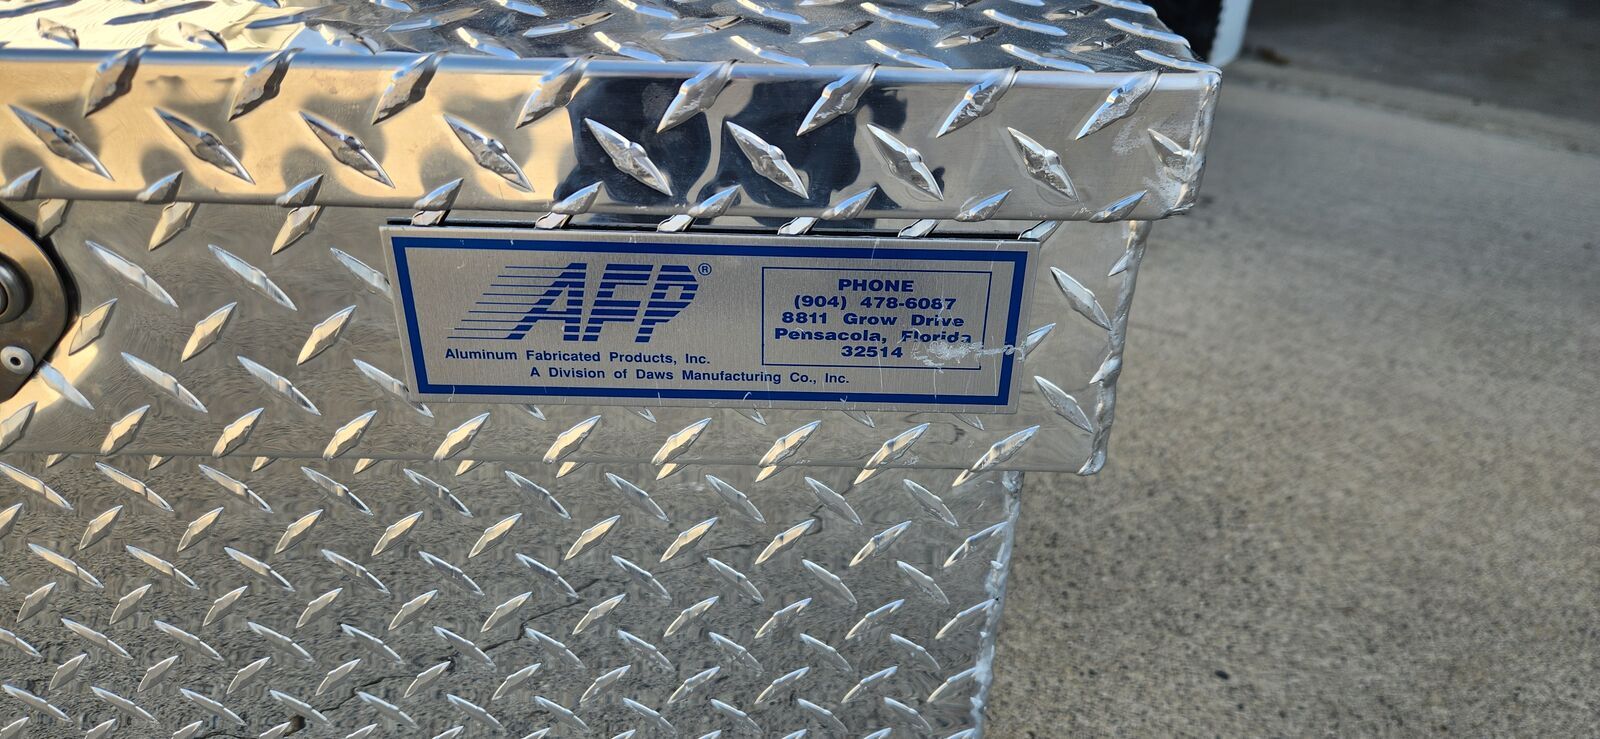 AFP®
Aluminum Fabricated Products, Inc.
A Division of Daws Manufacturing Co., Inc.
PHONE
(904) 478-6087
8811 Grow Drive
Pensacola, Florida
32514